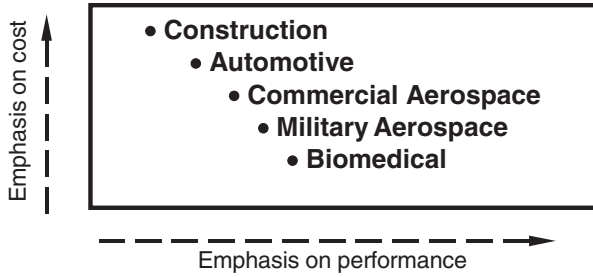 Emphasis on cost
• Construction
• Automotive
• Commercial Aerospace
• Military Aerospace
• Biomedical
Emphasis on performance